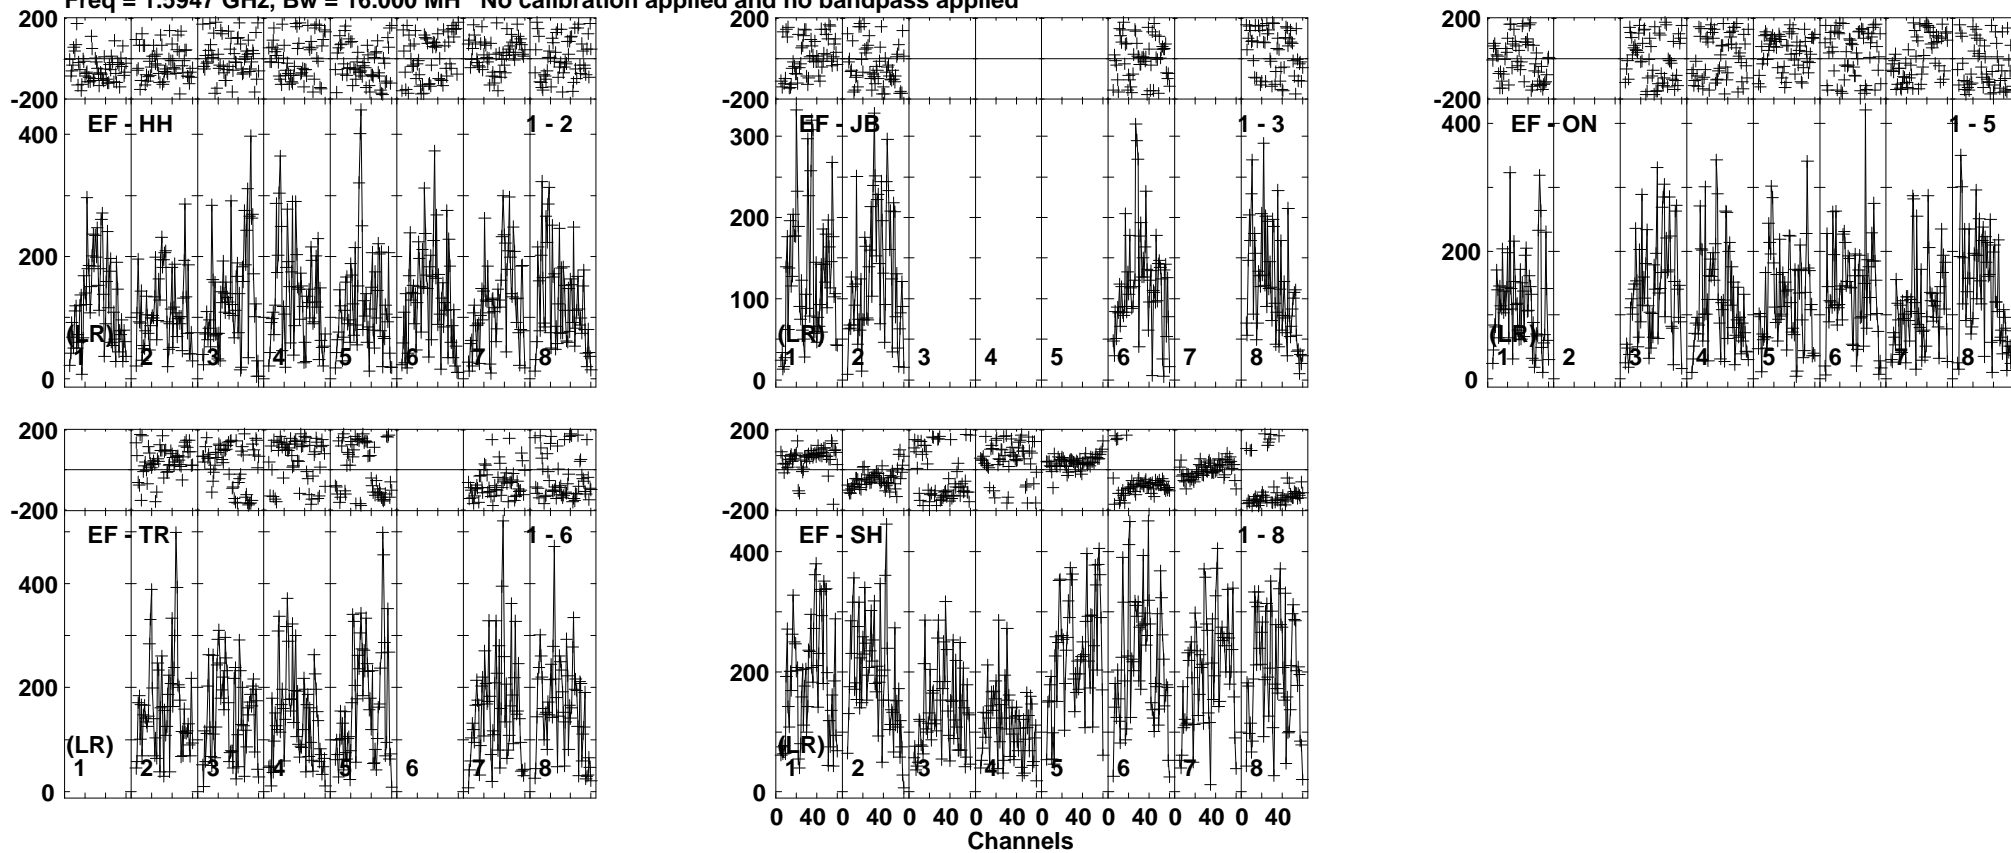 Freq = 1.5947 GHz, Bw = 16.000 MH No calibration applied and no bandpass applied
200
-200
400
200
0
EF - HH
1 - 2
(LR)
1 2 3 4 5 6 7 8
200
-200
300
200
100
0
EF - JB
1 - 3
(LR)
1 2 3 4 5 6 7 8
200
-200
400
200
0
EF - ON
1 - 5
(LR)
1 2 3 4 5 6 7 8
200
-200
400
200
0
EF - TR
1 - 6
(LR)
1 2 3 4 5 6 7 8
200
-200
400
200
0
EF - SH
1 - 8
(LR)
1 2 3 4 5 6 7 8
0 40 0 40 0 40 0 40 0 40 0 40 0 40 0 40
Channels